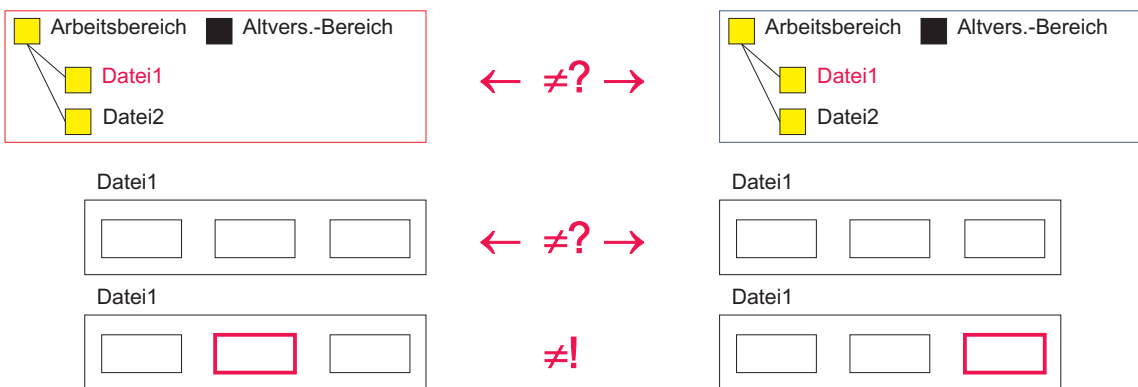 Arbeitsbereich Altvers.-Bereich
Datei1
Datei2
← ≠? →
Arbeitsbereich Altvers.-Bereich
Datei1
Datei2
Datei1
← ≠? →
Datei1
Datei1
≠!
Datei1